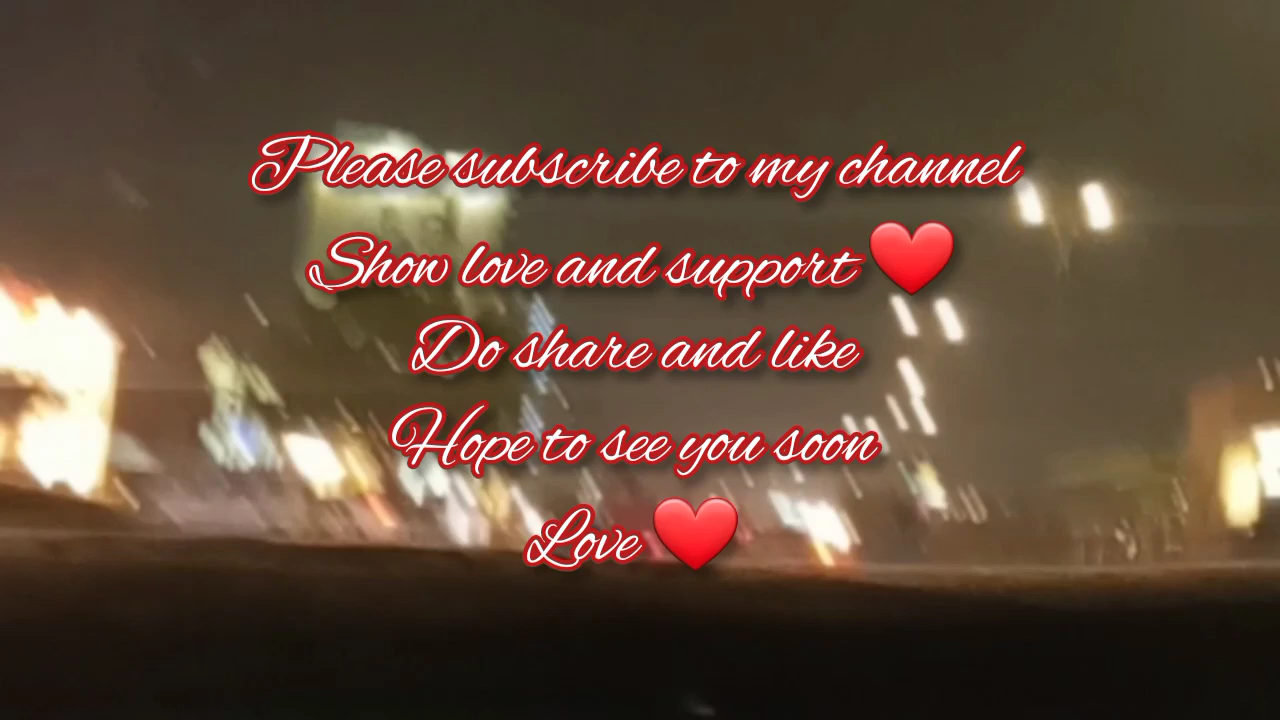 Please subscribe to my channel
Show love and support ❤️
Do share and like
Hope to see you soon
Love ❤️